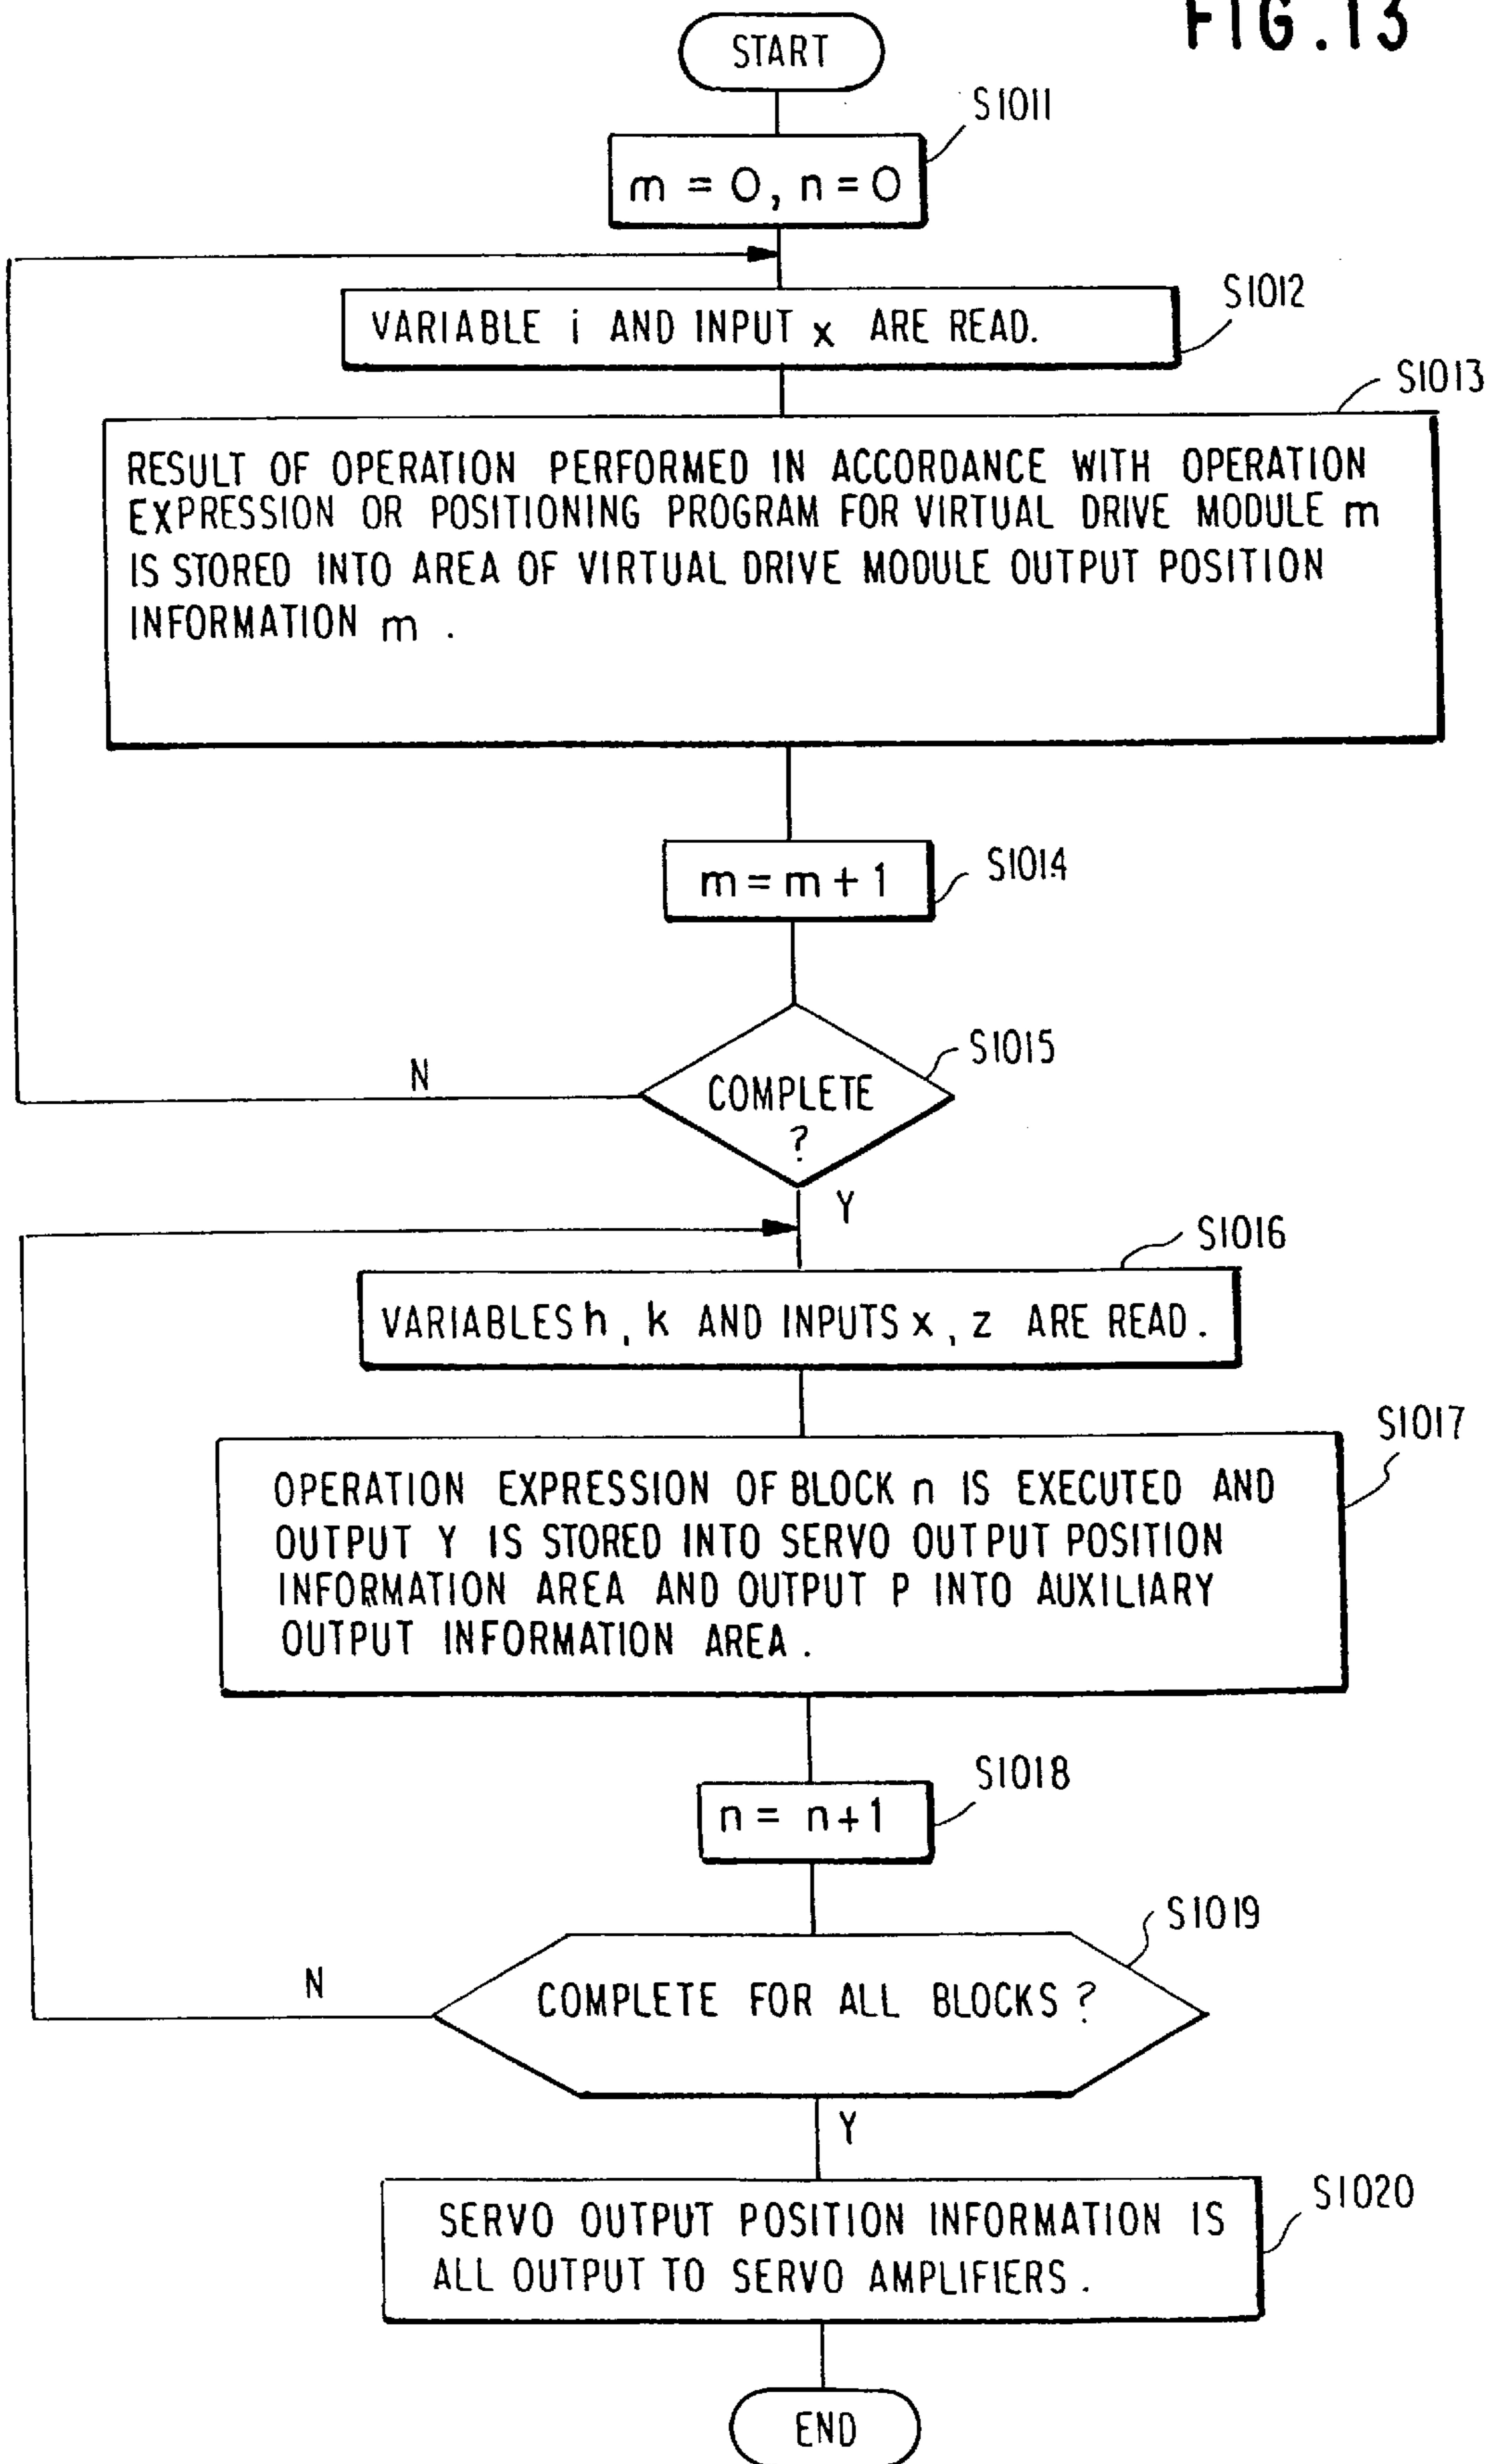 FIG.13
START
S1011
m = 0, n = 0
S1012
VARIABLE i AND INPUT x ARE READ.
S1013
RESULT OF OPERATION PERFORMED IN ACCORDANCE WITH OPERATION
EXPRESSION OR POSITIONING PROGRAM FOR VIRTUAL DRIVE MODULE m
IS STORED INTO AREA OF VIRTUAL DRIVE MODULE OUTPUT POSITION
INFORMATION m .
m = m + 1
S1014
S1015
N
COMPLETE
?
Y
S1016
VARIABLES h, k AND INPUTS x, z ARE READ.
S1017
OPERATION EXPRESSION OF BLOCK n IS EXECUTED AND
OUTPUT Y IS STORED INTO SERVO OUTPUT POSITION
INFORMATION AREA AND OUTPUT P INTO AUXILIARY
OUTPUT INFORMATION AREA .
S1018
n = n+1
S1019
N
COMPLETE FOR ALL BLOCKS ?
Y
S1020
SERVO OUTPUT POSITION INFORMATION IS
ALL OUTPUT TO SERVO AMPLIFIERS .
END